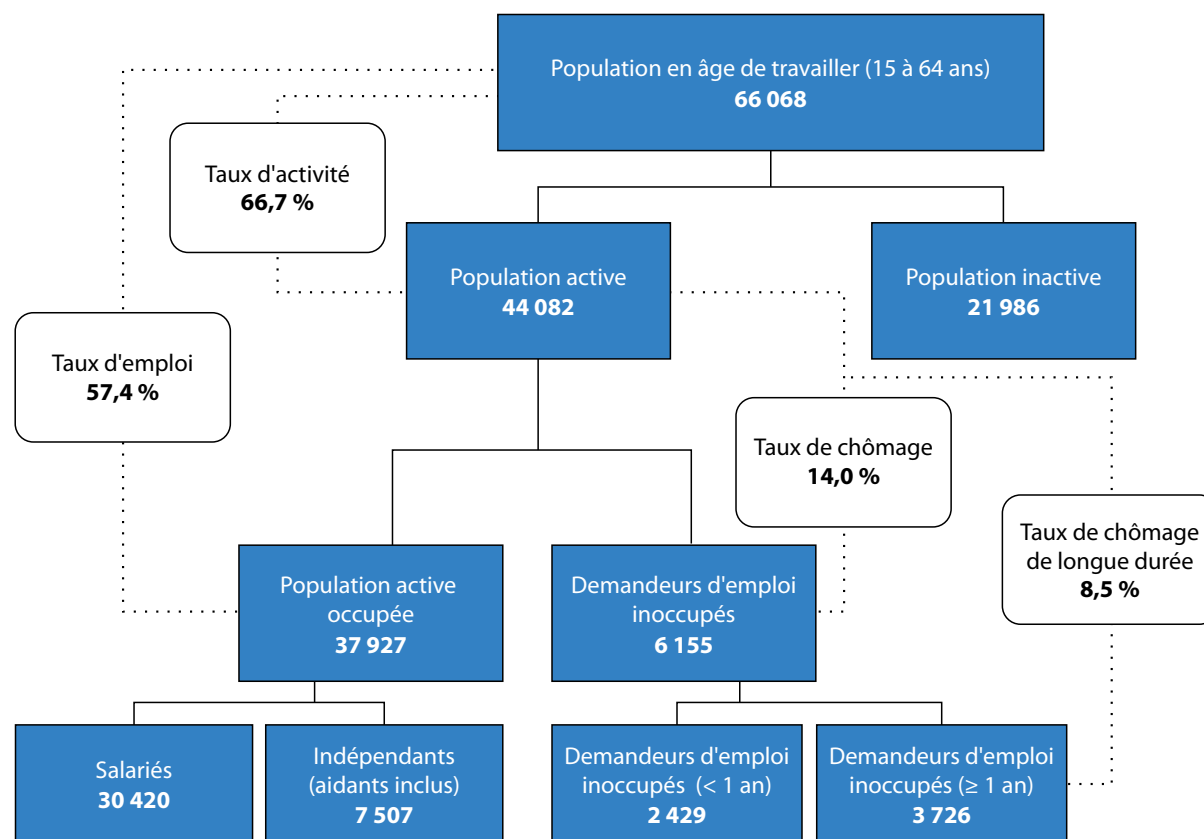 Population en âge de travailler (15 à 64 ans)
66 068
Taux d'activité
66,7 %
Population active
44 082
Population inactive
21 986
Taux d'emploi
57,4 %
Taux de chômage
14,0 %
Taux de chômage
de longue durée
8,5 %
Population active
occupée
37 927
Demandeurs d'emploi
inoccupés
6 155
Salariés
30 420
Indépendants
(aidants inclus)
7 507
Demandeurs d'emploi
inoccupés (< 1 an)
2 429
Demandeurs d'emploi
inoccupés (≥ 1 an)
3 726